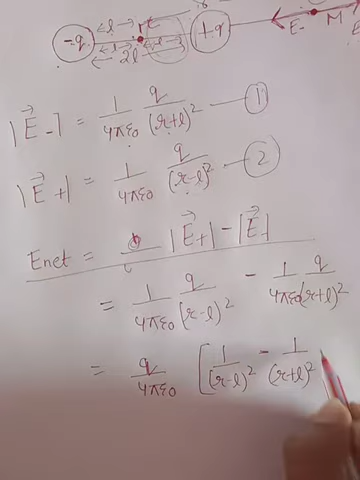 -q l l l +q E- M E
2l
|E⃗-| = 1/4πε0 q/(r+l)² — 1
|E⃗+| = 1/4πε0 q/(r-l)² — 2
Enet = |E⃗+| - |E⃗-|
= 1/4πε0 q/(r-l)² - 1/4πε0 q/(r+l)²
= q/4πε0 [1/(r-l)² - 1/(r+l)²